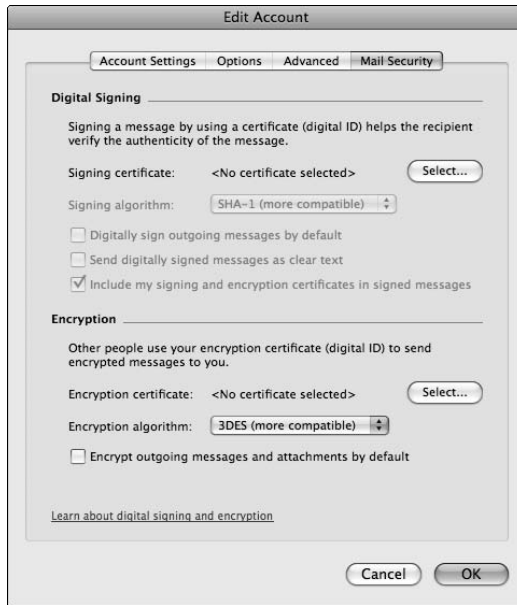 Edit Account
Account Settings Options Advanced Mail Security
Digital Signing
Signing a message by using a certificate (digital ID) helps the recipient
verify the authenticity of the message.
Signing certificate: <No certificate selected> Select...
Signing algorithm: SHA-1 (more compatible)
Digitally sign outgoing messages by default
Send digitally signed messages as clear text
Include my signing and encryption certificates in signed messages
Encryption
Other people use your encryption certificate (digital ID) to send
encrypted messages to you.
Encryption certificate: <No certificate selected> Select...
Encryption algorithm: 3DES (more compatible)
Encrypt outgoing messages and attachments by default
Learn about digital signing and encryption
Cancel OK